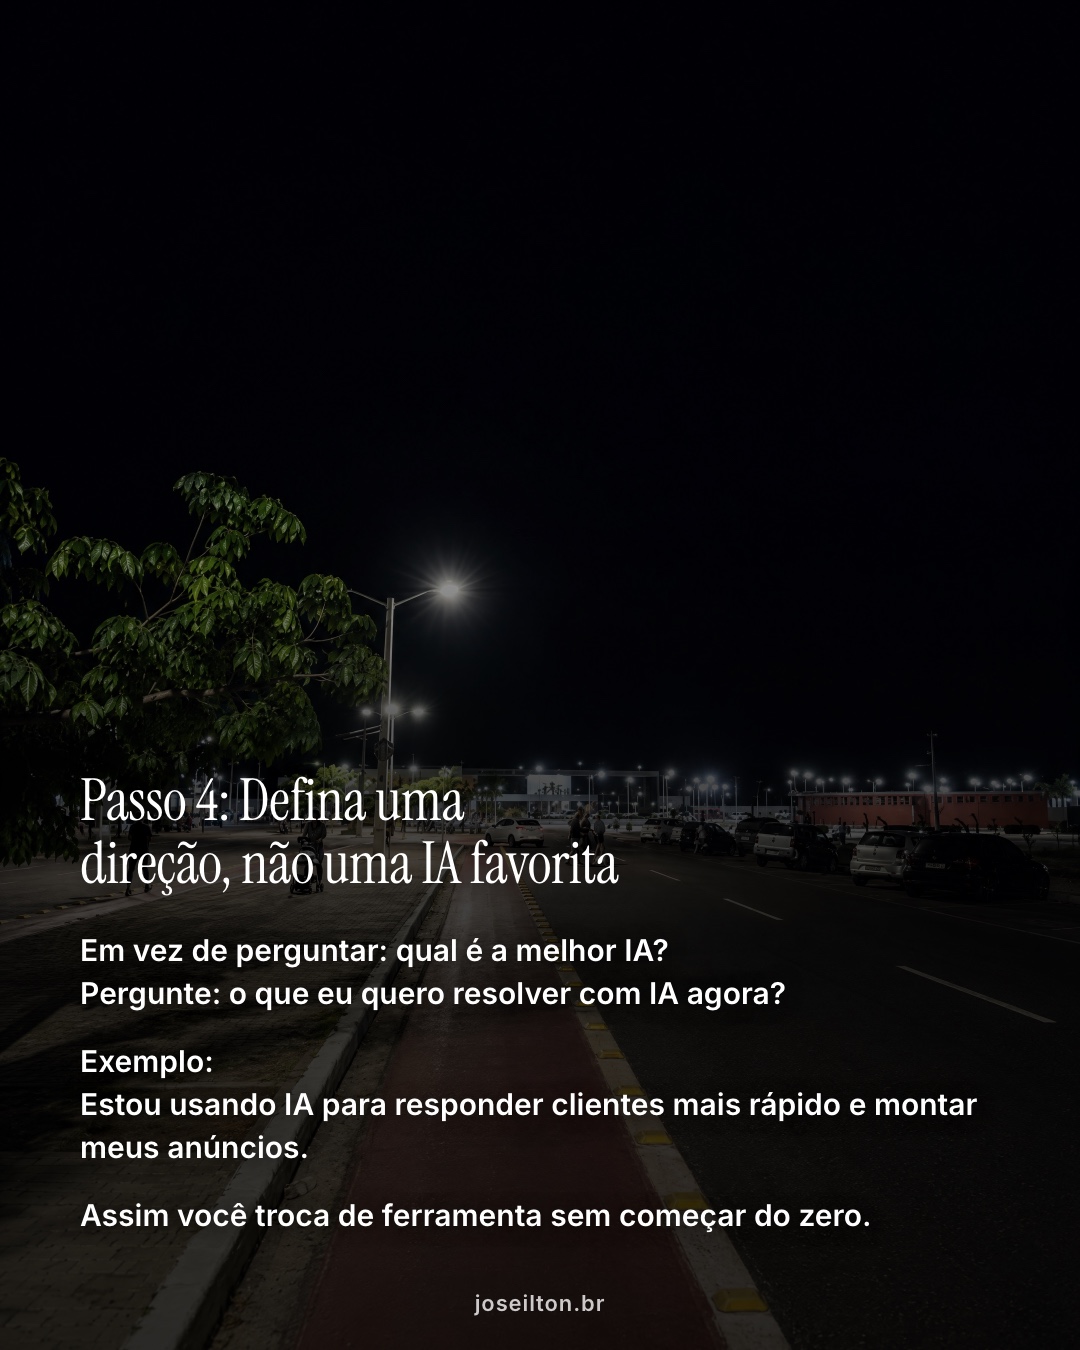 Passo 4: Defina uma
direção, não uma IA favorita
Em vez de perguntar: qual é a melhor IA?
Pergunte: o que eu quero resolver com IA agora?
Exemplo:
Estou usando IA para responder clientes mais rápido e montar
meus anúncios.
Assim você troca de ferramenta sem começar do zero.
joseilton.br